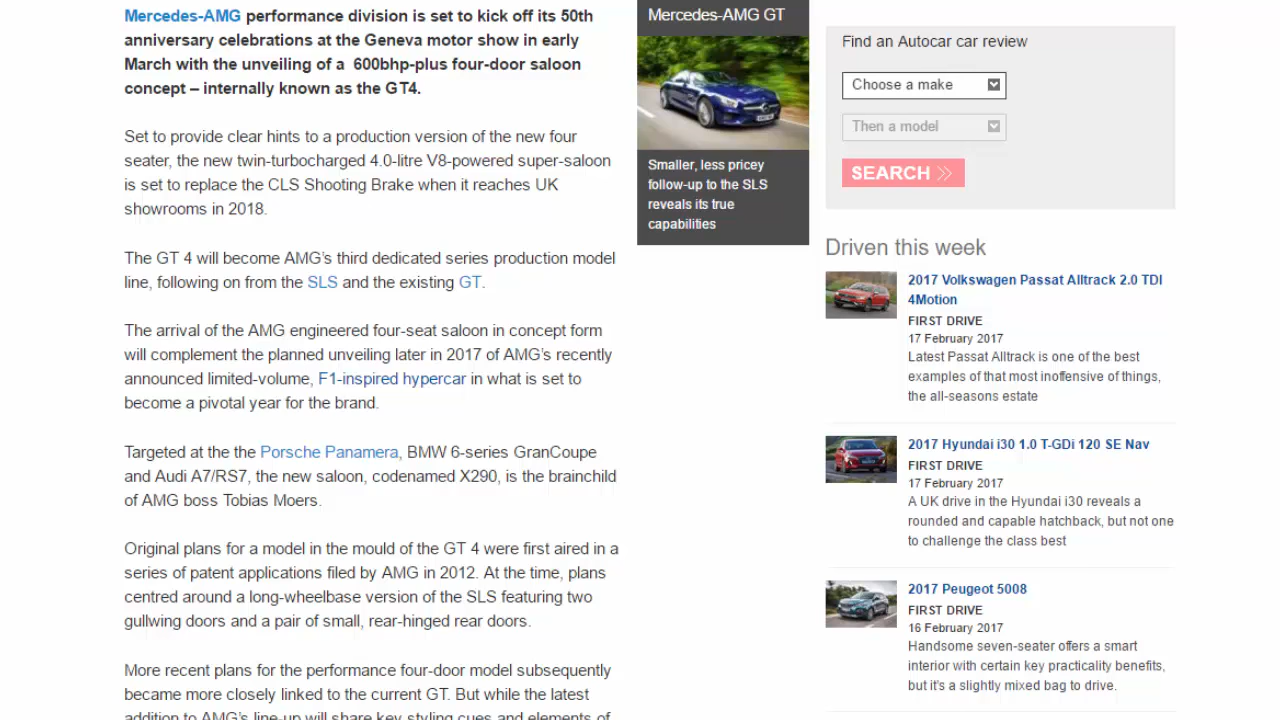 Mercedes-AMG performance division is set to kick off its 50th
anniversary celebrations at the Geneva motor show in early
March with the unveiling of a 600bhp-plus four-door saloon
concept – internally known as the GT4.
Set to provide clear hints to a production version of the new four
seater, the new twin-turbocharged 4.0-litre V8-powered super-saloon
is set to replace the CLS Shooting Brake when it reaches UK
showrooms in 2018.
The GT 4 will become AMG's third dedicated series production model
line, following on from the SLS and the existing GT.
The arrival of the AMG engineered four-seat saloon in concept form
will complement the planned unveiling later in 2017 of AMG's recently
announced limited-volume, F1-inspired hypercar in what is set to
become a pivotal year for the brand.
Targeted at the the Porsche Panamera, BMW 6-series GranCoupe
and Audi A7/RS7, the new saloon, codenamed X290, is the brainchild
of AMG boss Tobias Moers.
Original plans for a model in the mould of the GT 4 were first aired in a
series of patent applications filed by AMG in 2012. At the time, plans
centred around a long-wheelbase version of the SLS featuring two
gullwing doors and a pair of small, rear-hinged rear doors.
More recent plans for the performance four-door model subsequently
became more closely linked to the current GT. But while the latest
addition to AMG's line-up will share key styling cues and elements of
Mercedes-AMG GT
Smaller, less pricey
follow-up to the SLS
reveals its true
capabilities
Find an Autocar car review
Choose a make
Then a model
SEARCH
Driven this week
2017 Volkswagen Passat Alltrack 2.0 TDI
4Motion
FIRST DRIVE
17 February 2017
Latest Passat Alltrack is one of the best
examples of that most inoffensive of things,
the all-seasons estate
2017 Hyundai i30 1.0 T-GDi 120 SE Nav
FIRST DRIVE
17 February 2017
A UK drive in the Hyundai i30 reveals a
rounded and capable hatchback, but not one
to challenge the class best
2017 Peugeot 5008
FIRST DRIVE
16 February 2017
Handsome seven-seater offers a smart
interior with certain key practicality benefits,
but it's a slightly mixed bag to drive.